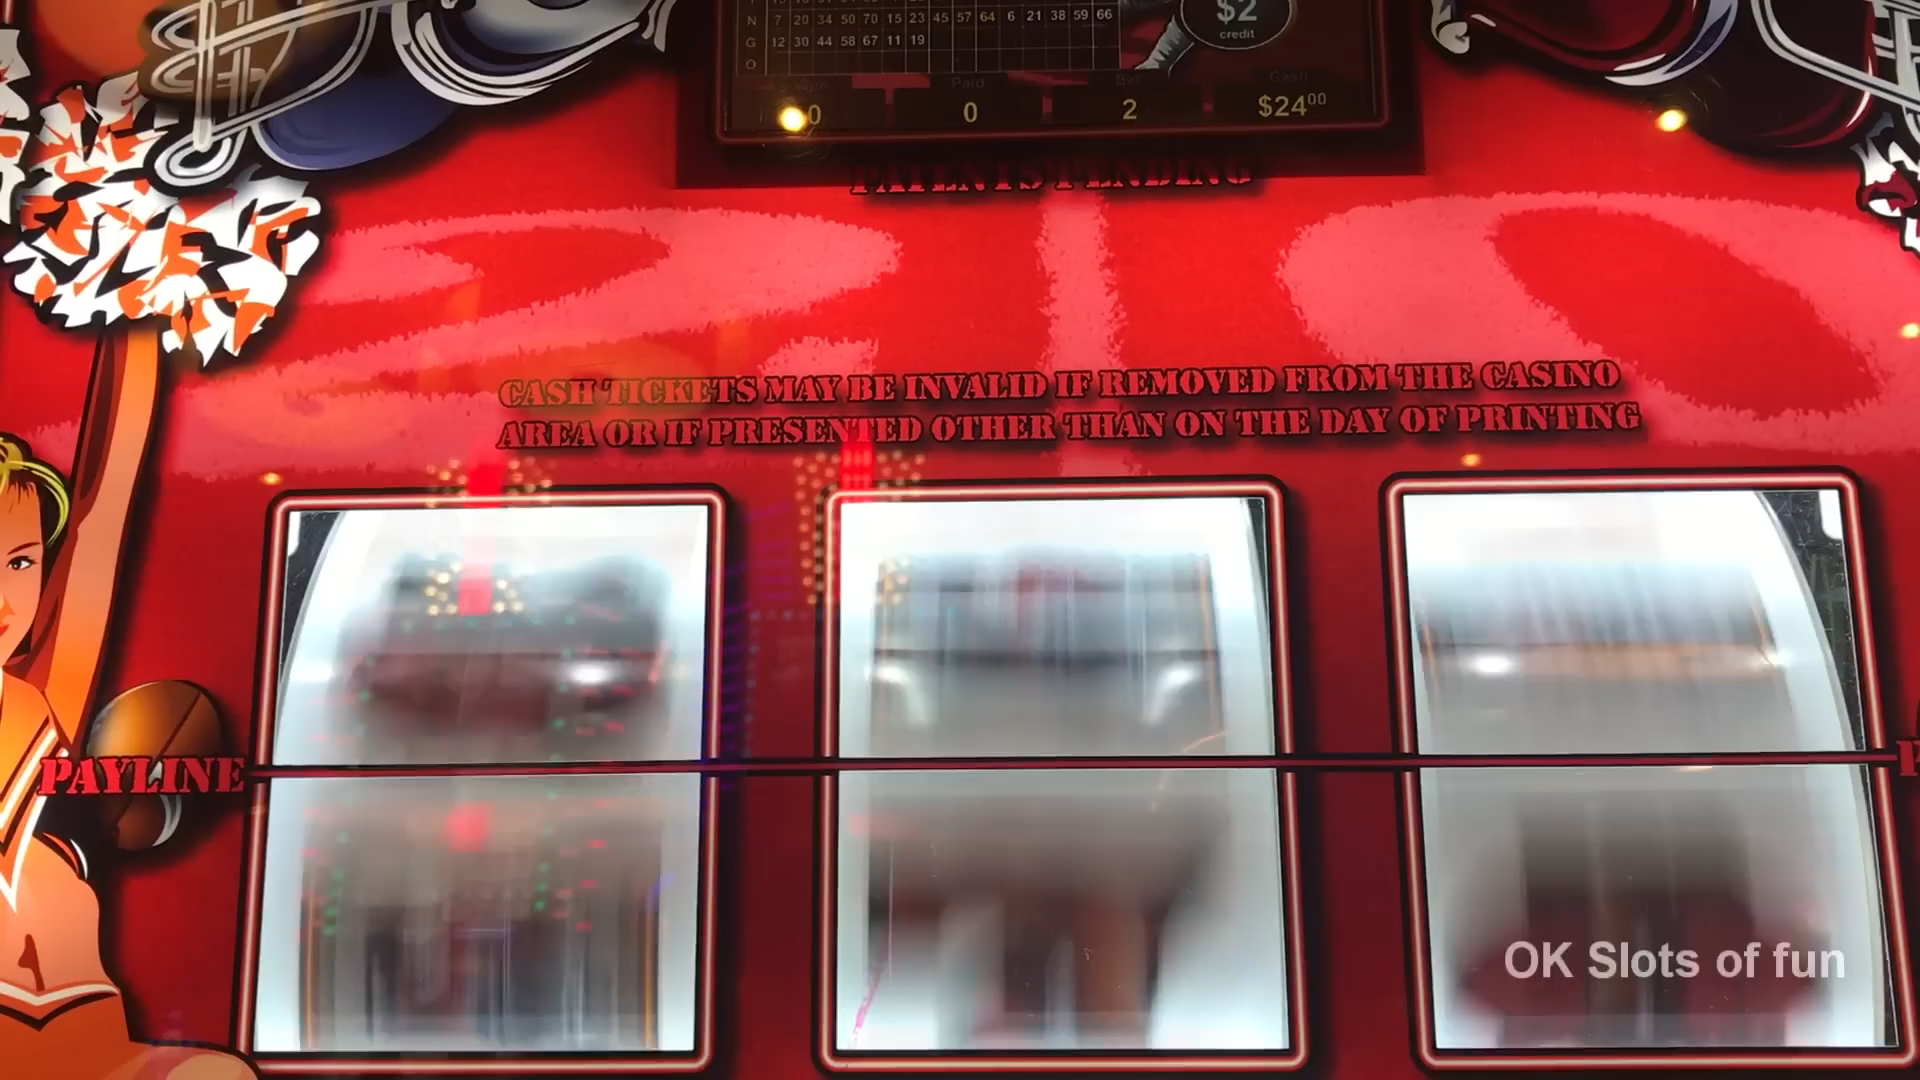 N 7 20 34 50 70 15 23 45 57 64 6 21 38 59 66
G 12 30 44 58 67 11 19
O
$2
credit
Paid
Bet
Cash
0
0
2
$24⁰⁰
PATENTS PENDING
CASH TICKETS MAY BE INVALID IF REMOVED FROM THE CASINO
AREA OR IF PRESENTED OTHER THAN ON THE DAY OF PRINTING
PAYLINE
OK Slots of fun